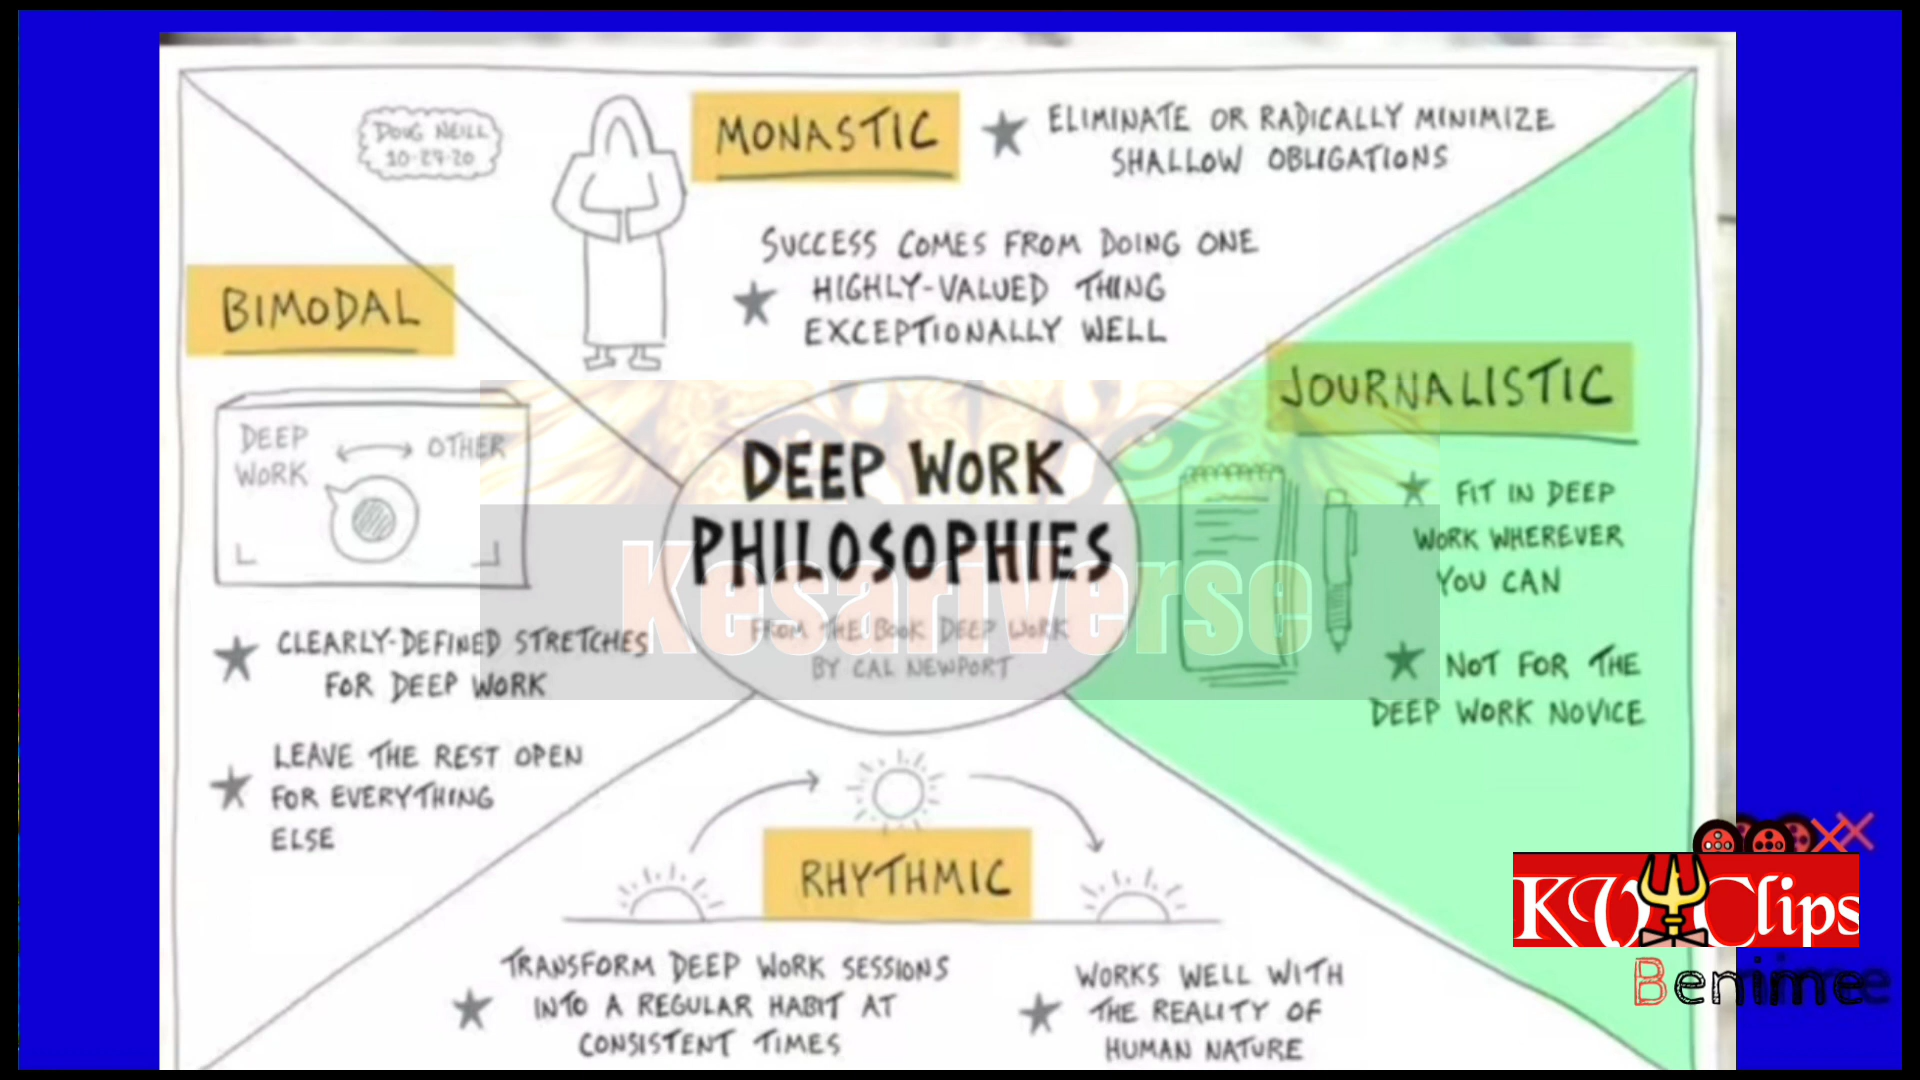 DOUG NEILL
10-29-20
MONASTIC
ELIMINATE OR RADICALLY MINIMIZE
SHALLOW OBLIGATIONS
SUCCESS COMES FROM DOING ONE
HIGHLY-VALUED THING
EXCEPTIONALLY WELL
BIMODAL
DEEP
WORK
OTHER
CLEARLY-DEFINED STRETCHES
FOR DEEP WORK
LEAVE THE REST OPEN
FOR EVERYTHING
ELSE
DEEP WORK
PHILOSOPHIES
FROM THE BOOK DEEP WORK
BY CAL NEWPORT
Kesariverse
JOURNALISTIC
FIT IN DEEP
WORK WHEREVER
YOU CAN
NOT FOR THE
DEEP WORK NOVICE
RHYTHMIC
TRANSFORM DEEP WORK SESSIONS
INTO A REGULAR HABIT AT
CONSISTENT TIMES
WORKS WELL WITH
THE REALITY OF
HUMAN NATURE
KV Clips
Benime